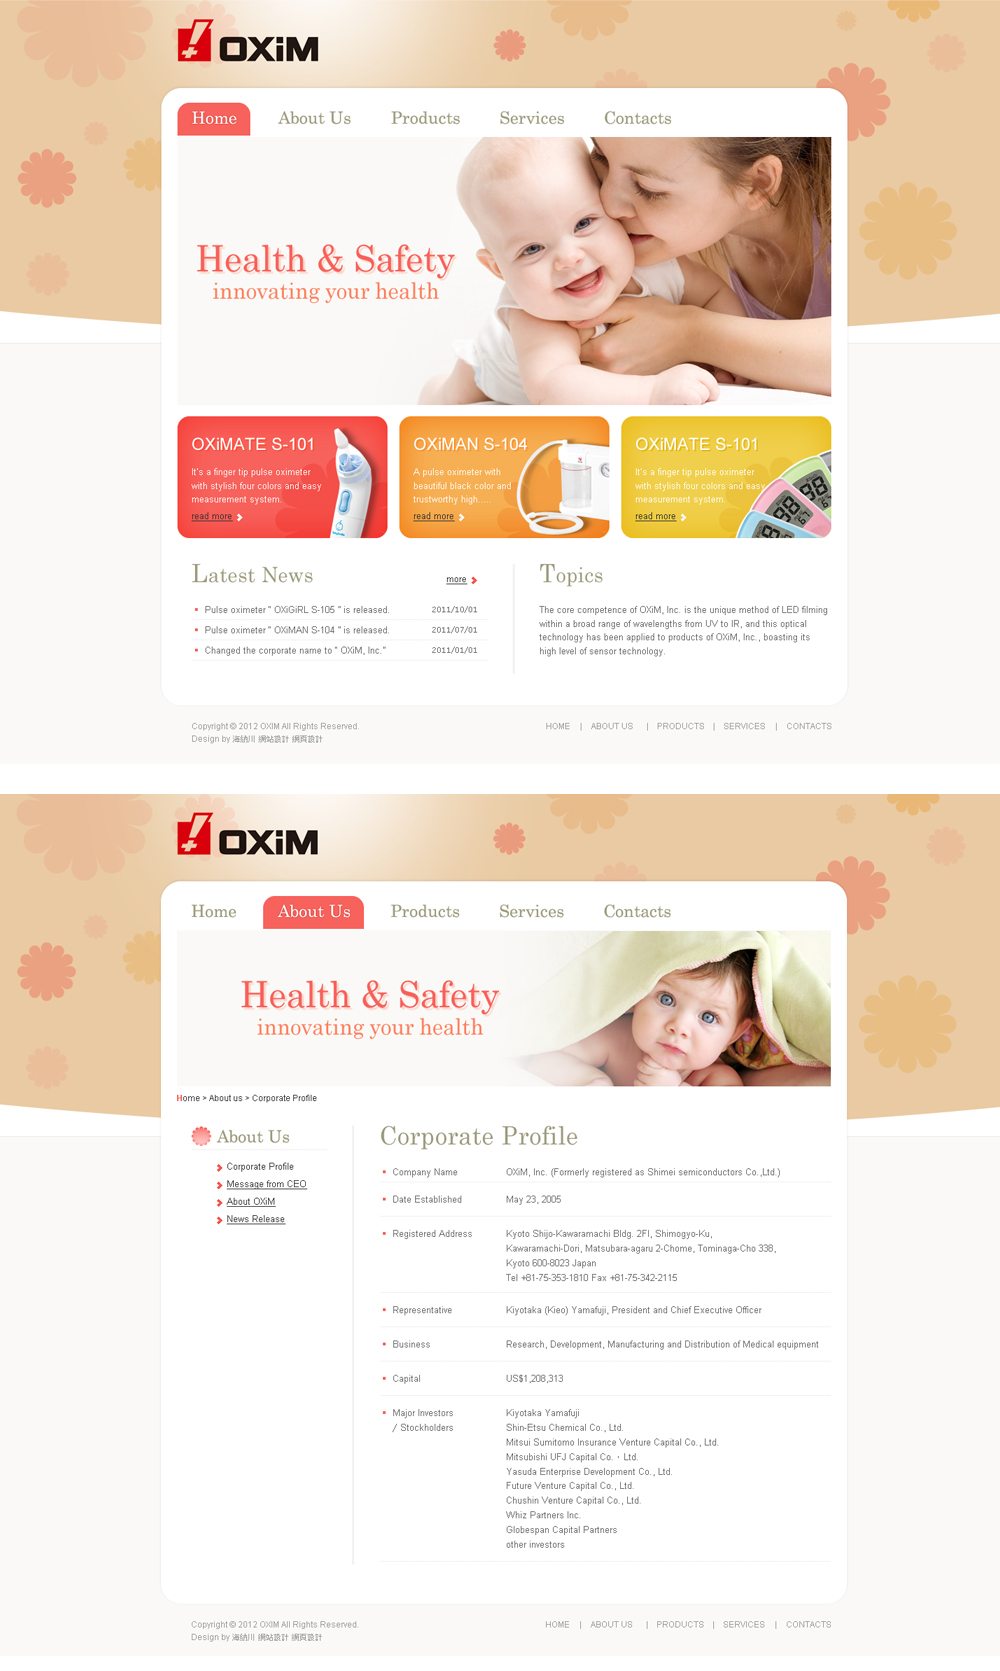 OXiM
Home
About Us
Products
Services
Contacts
Health & Safety
innovating your health
OXiMATE S-101
It's a finger tip pulse oximeter
with stylish four colors and easy
measurement system.
read more
OXiMAN S-104
A pulse oximeter with
beautiful black color and
trustworthy high.....
read more
OXiMATE S-101
It's a finger tip pulse oximeter
with stylish four colors and easy
measurement system.
read more
Latest News
more
Pulse oximeter " OXiGiRL S-105 " is released. 2011/10/01
Pulse oximeter " OXiMAN S-104 " is released. 2011/07/01
Changed the corporate name to " OXiM, Inc." 2011/01/01
Topics
The core competence of OXiM, Inc. is the unique method of LED filming
within a broad range of wavelengths from UV to IR, and this optical
technology has been applied to products of OXiM, Inc., boasting its
high level of sensor technology.
Copyright © 2012 OXIM All Rights Reserved.
Design by 海納川 網站設計 網頁設計
HOME | ABOUT US | PRODUCTS | SERVICES | CONTACTS
OXiM
Home
About Us
Products
Services
Contacts
Health & Safety
innovating your health
Home > About us > Corporate Profile
About Us
Corporate Profile
Message from CEO
About OXiM
News Release
Corporate Profile
Company Name OXiM, Inc. (Formerly registered as Shimei semiconductors Co.,Ltd.)
Date Established May 23, 2005
Registered Address Kyoto Shijo-Kawaramachi Bldg. 2Fl, Shimogyo-Ku,
Kawaramachi-Dori, Matsubara-agaru 2-Chome, Tominaga-Cho 338,
Kyoto 600-8023 Japan
Tel +81-75-353-1810 Fax +81-75-342-2115
Representative Kiyotaka (Kieo) Yamafuji, President and Chief Executive Officer
Business Research, Development, Manufacturing and Distribution of Medical equipment
Capital US$1,208,313
Major Investors Kiyotaka Yamafuji
/ Stockholders Shin-Etsu Chemical Co., Ltd.
Mitsui Sumitomo Insurance Venture Capital Co., Ltd.
Mitsubishi UFJ Capital Co. · Ltd.
Yasuda Enterprise Development Co., Ltd.
Future Venture Capital Co., Ltd.
Chushin Venture Capital Co., Ltd.
Whiz Partners Inc.
Globespan Capital Partners
other investors
Copyright © 2012 OXIM All Rights Reserved.
Design by 海納川 網站設計 網頁設計
HOME | ABOUT US | PRODUCTS | SERVICES | CONTACTS